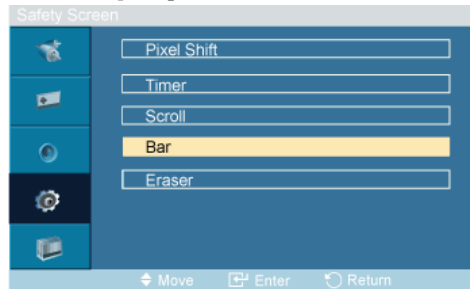 Safety Screen
Pixel Shift
Timer
Scroll
Bar
Eraser
Move Enter Return